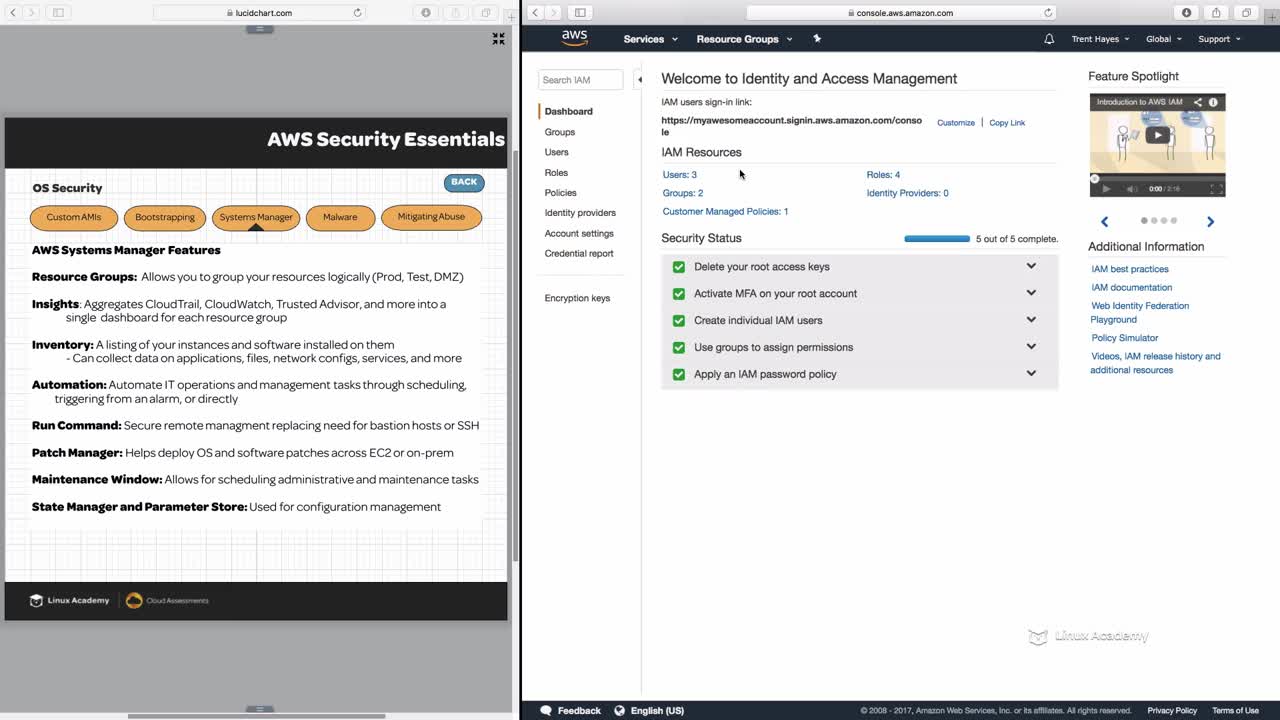 lucidchart.com
AWS Security Essentials
OS Security
BACK
Custom AMIs
Bootstrapping
Systems Manager
Malware
Mitigating Abuse
AWS Systems Manager Features
Resource Groups: Allows you to group your resources logically (Prod, Test, DMZ)
Insights: Aggregates CloudTrail, CloudWatch, Trusted Advisor, and more into a
single dashboard for each resource group
Inventory: A listing of your instances and software installed on them
- Can collect data on applications, files, network configs, services, and more
Automation: Automate IT operations and management tasks through scheduling,
triggering from an alarm, or directly
Run Command: Secure remote managment replacing need for bastion hosts or SSH
Patch Manager: Helps deploy OS and software patches across EC2 or on-prem
Maintenance Window: Allows for scheduling administrative and maintenance tasks
State Manager and Parameter Store: Used for configuration management
Linux Academy
Cloud Assessments
console.aws.amazon.com
aws
Services
Resource Groups
Trent Hayes
Global
Support
Search IAM
Dashboard
Groups
Users
Roles
Policies
Identity providers
Account settings
Credential report
Encryption keys
Welcome to Identity and Access Management
IAM users sign-in link:
https://myawesomeaccount.signin.aws.amazon.com/conso
le
Customize | Copy Link
IAM Resources
Users: 3
Roles: 4
Groups: 2
Identity Providers: 0
Customer Managed Policies: 1
Security Status
5 out of 5 complete.
Delete your root access keys
Activate MFA on your root account
Create individual IAM users
Use groups to assign permissions
Apply an IAM password policy
Feature Spotlight
Introduction to AWS IAM
0:00 / 2:16
Additional Information
IAM best practices
IAM documentation
Web Identity Federation
Playground
Policy Simulator
Videos, IAM release history and
additional resources
Linux Academy
Feedback
English (US)
© 2008 - 2017, Amazon Web Services, Inc. or its affiliates. All rights reserved.
Privacy Policy
Terms of Use